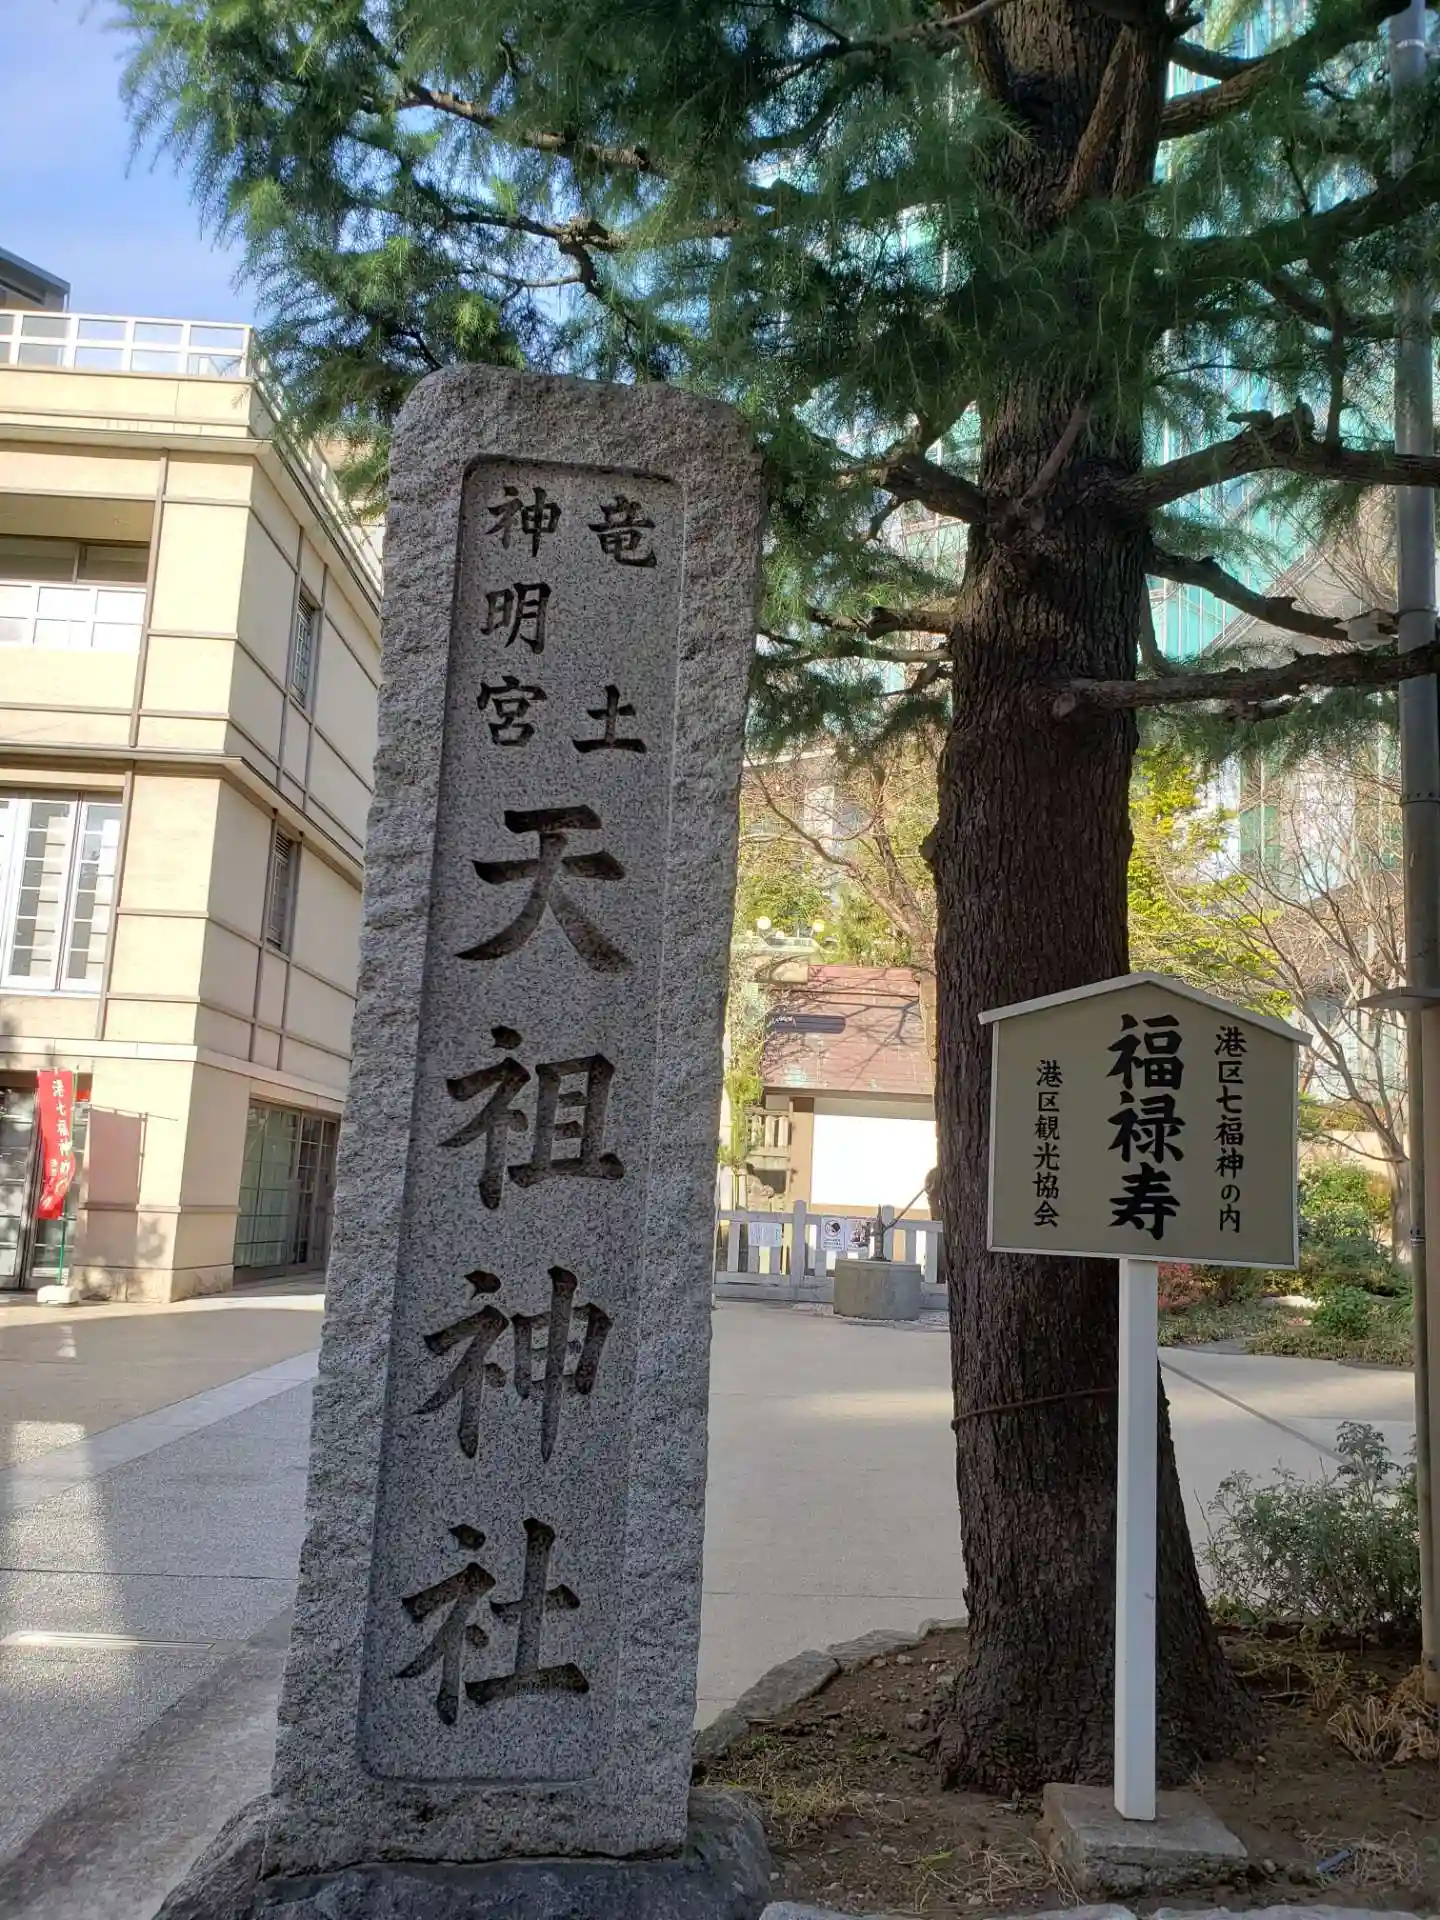 竜土
神明宮
天祖神社
港区七福神の内
福禄寿
港区観光協会